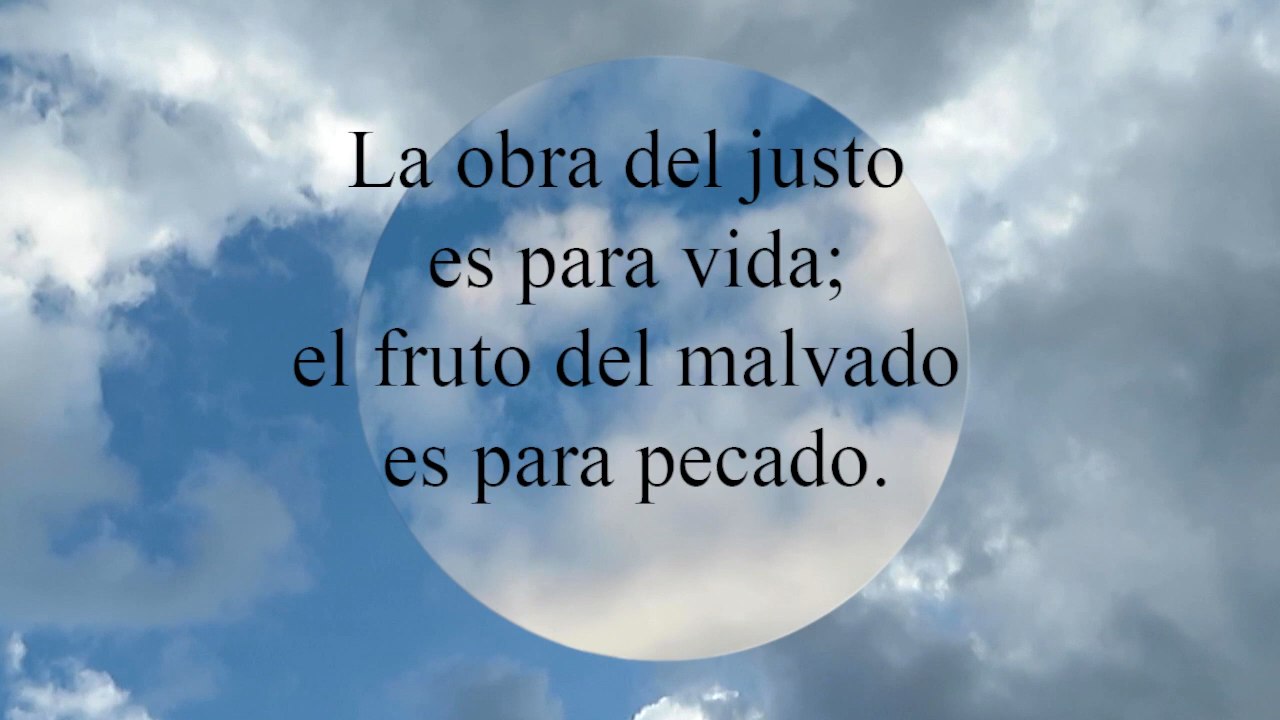 La obra del justo
es para vida;
el fruto del malvado
es para pecado.